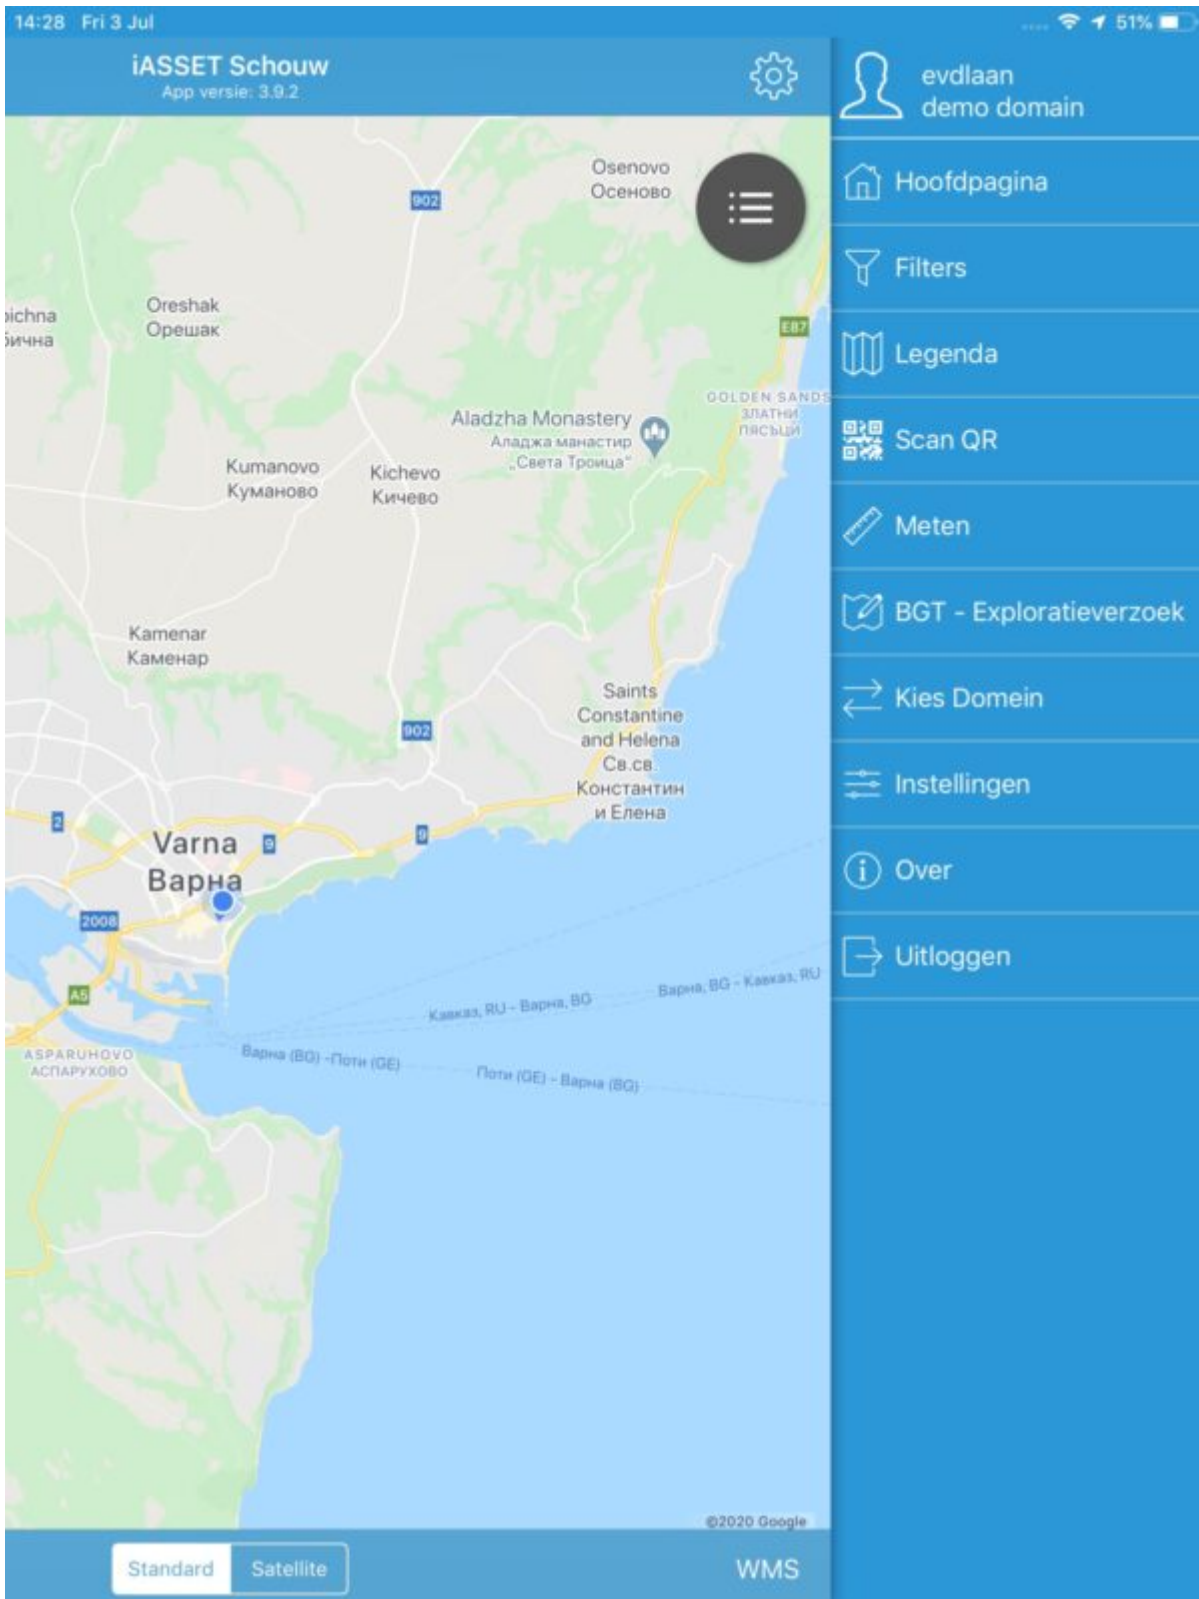 14:28 Fri 3 Jul
51%
iASSET Schouw
App versie: 3.9.2
evdlaan
demo domain
Hoofdpagina
Filters
Legenda
Scan QR
Meten
BGT - Exploratieverzoek
Kies Domein
Instellingen
Over
Uitloggen
Osenovo
Осеново
902
Oreshak
Орешак
ichna
ична
E87
GOLDEN SANDS
ЗЛАТНИ
ПЯСЪЦИ
Aladzha Monastery
Аладжа манастир
„Света Троица“
Kumanovo
Куманово
Kichevo
Кичево
Kamenar
Каменар
Saints
Constantine
and Helena
Св.св.
Константин
и Елена
902
2
9
9
Varna
Варна
2008
A5
ASPARUHOVO
АСПАРУХОВО
Кавказ, RU - Варна, BG
Варна, BG - Кавказ, RU
Варна (BG) -Поти (GE)
Поти (GE) - Варна (BG)
©2020 Google
Standard
Satellite
WMS